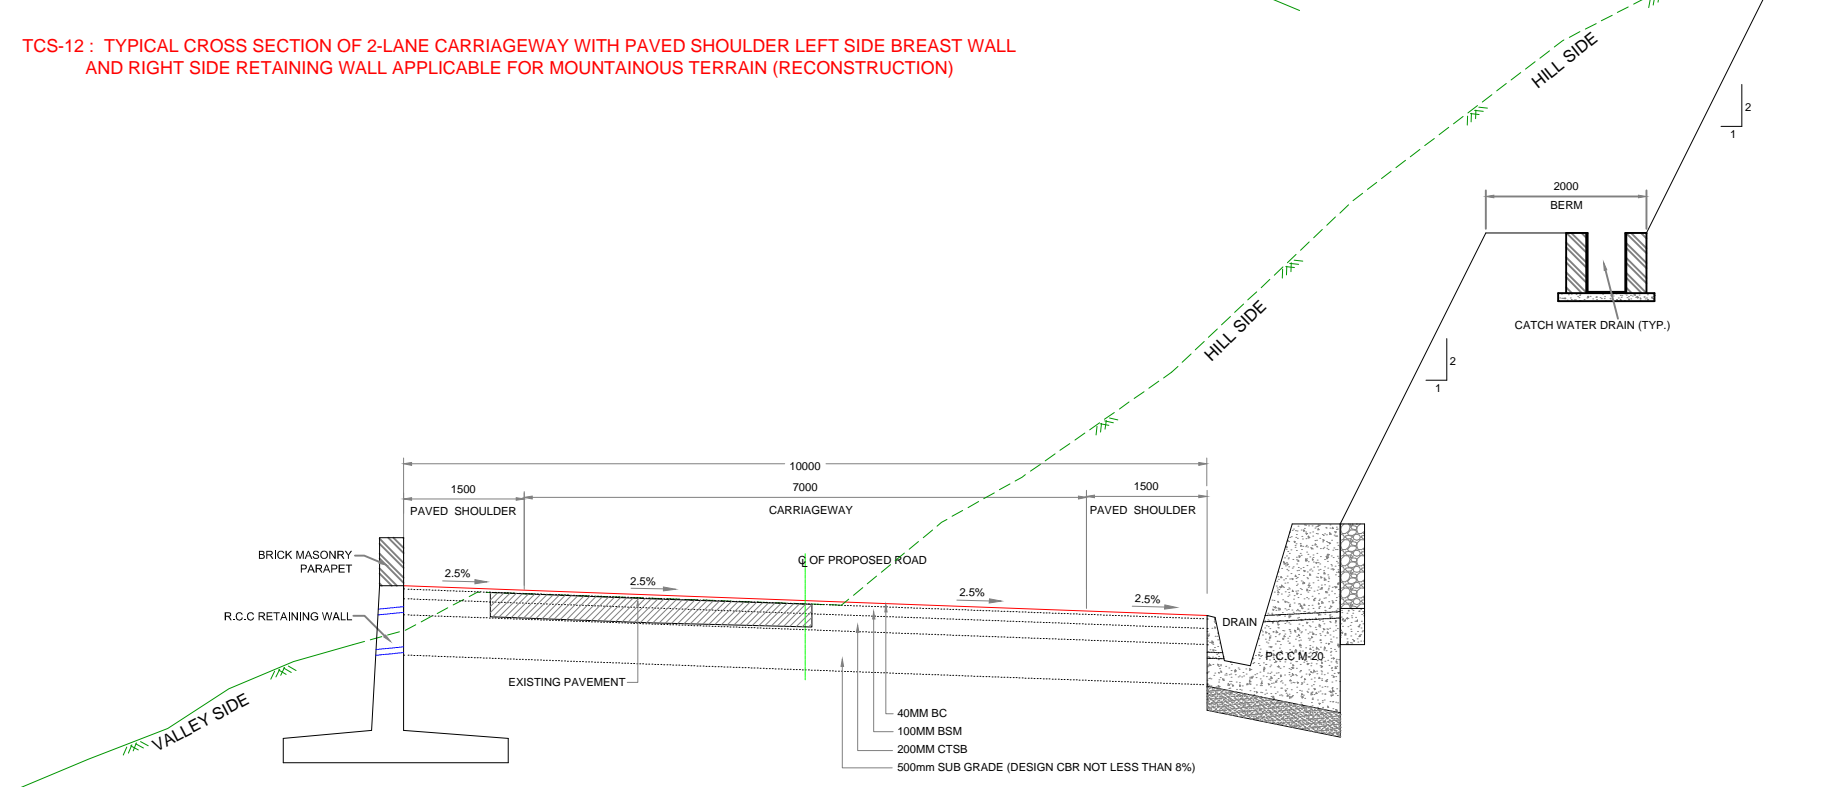 TCS-12 : TYPICAL CROSS SECTION OF 2-LANE CARRIAGEWAY WITH PAVED SHOULDER LEFT SIDE BREAST WALL
AND RIGHT SIDE RETAINING WALL APPLICABLE FOR MOUNTAINOUS TERRAIN (RECONSTRUCTION)
HILL SIDE
2
1
2000
BERM
CATCH WATER DRAIN (TYP.)
HILL SIDE
2
1
10000
1500
7000
1500
PAVED SHOULDER
CARRIAGEWAY
PAVED SHOULDER
BRICK MASONRY
PARAPET
℄ OF PROPOSED ROAD
2.5%
2.5%
2.5%
2.5%
R.C.C RETAINING WALL
DRAIN
P.C.C M-20
EXISTING PAVEMENT
VALLEY SIDE
40MM BC
100MM BSM
200MM CTSB
500mm SUB GRADE (DESIGN CBR NOT LESS THAN 8%)